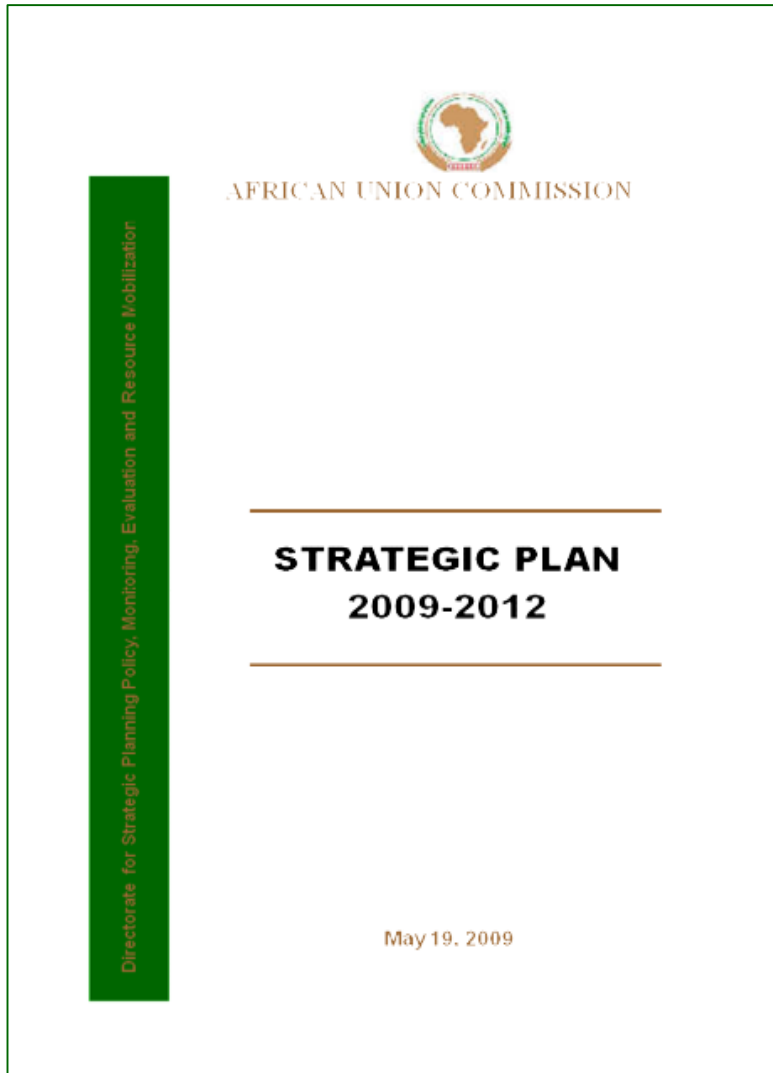 AFRICAN UNION COMMISSION
Directorate for Strategic Planning Policy, Monitoring, Evaluation and Resource Mobilization
STRATEGIC PLAN
2009-2012
May 19, 2009